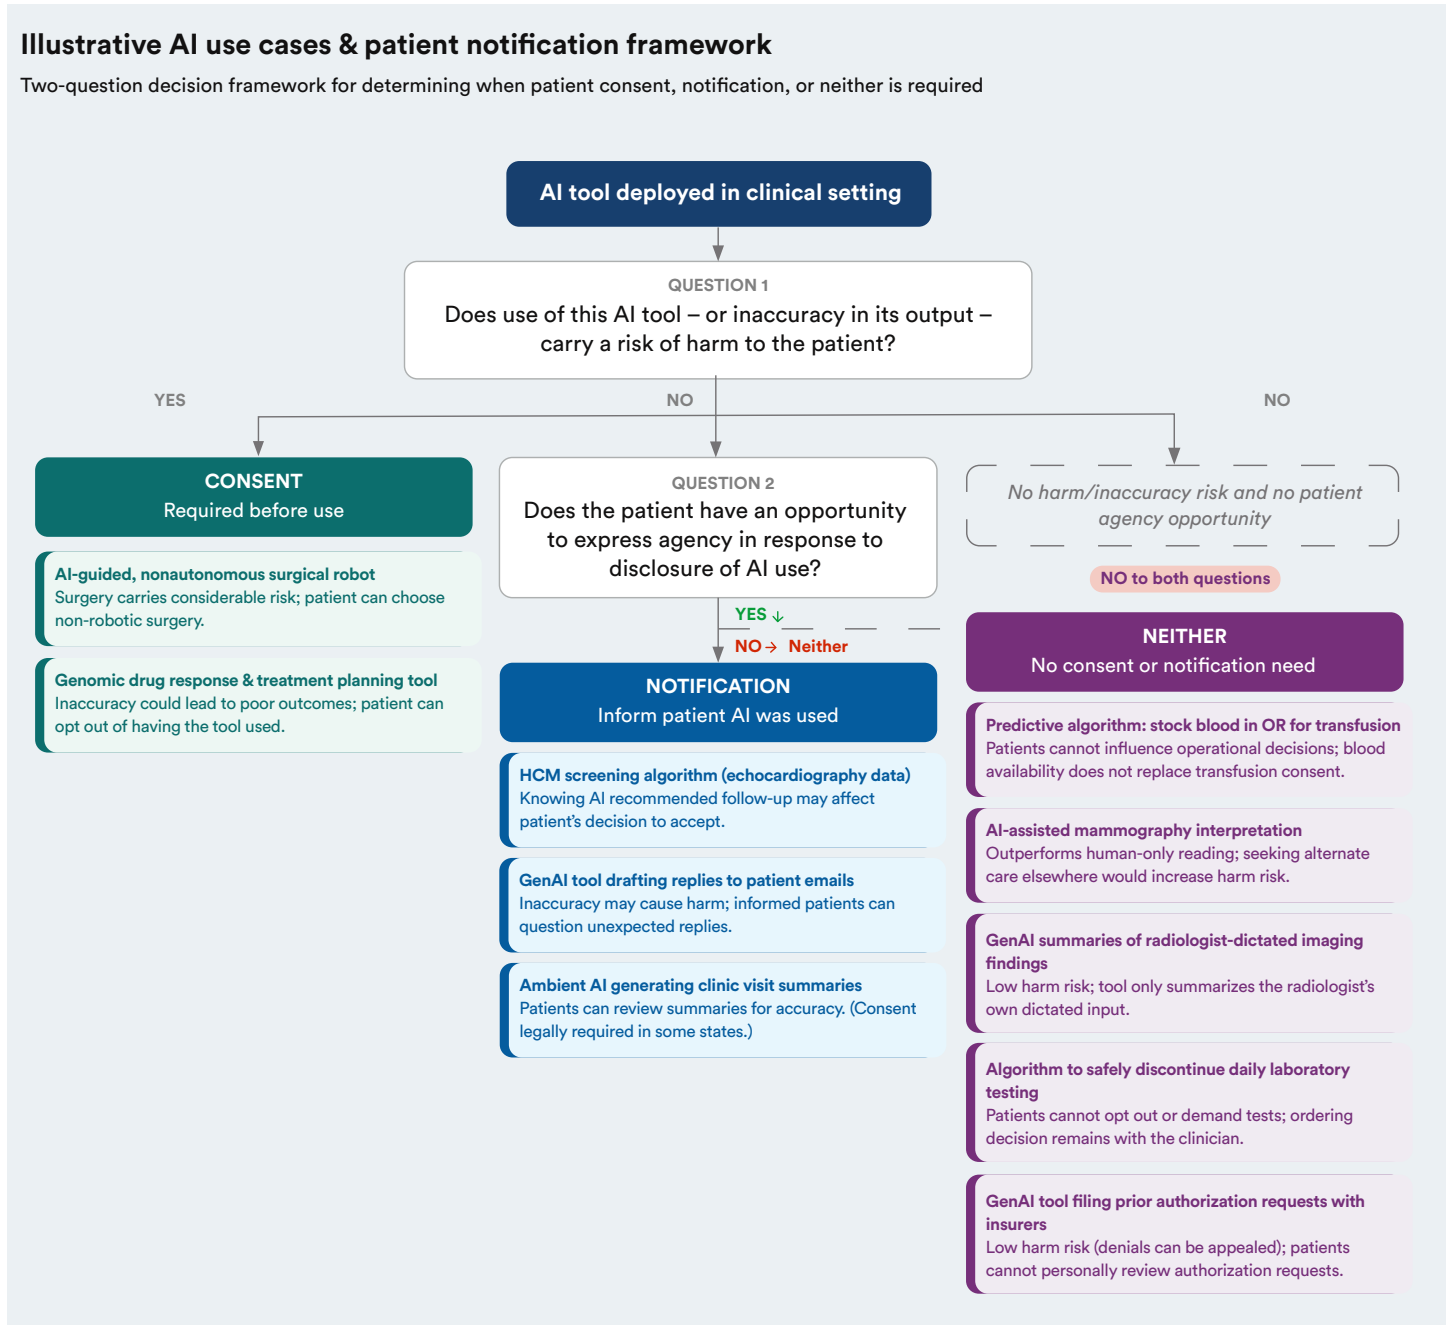 Illustrative AI use cases & patient notification framework
Two-question decision framework for determining when patient consent, notification, or neither is required
AI tool deployed in clinical setting
QUESTION 1
Does use of this AI tool – or inaccuracy in its output –
carry a risk of harm to the patient?
YES
NO
NO
CONSENT
Required before use
AI-guided, nonautonomous surgical robot
Surgery carries considerable risk; patient can choose
non-robotic surgery.
Genomic drug response & treatment planning tool
Inaccuracy could lead to poor outcomes; patient can
opt out of having the tool used.
QUESTION 2
Does the patient have an opportunity
to express agency in response to
disclosure of AI use?
YES ↓
NO→ Neither
NOTIFICATION
Inform patient AI was used
HCM screening algorithm (echocardiography data)
Knowing AI recommended follow-up may affect
patient’s decision to accept.
GenAI tool drafting replies to patient emails
Inaccuracy may cause harm; informed patients can
question unexpected replies.
Ambient AI generating clinic visit summaries
Patients can review summaries for accuracy. (Consent
legally required in some states.)
No harm/inaccuracy risk and no patient
agency opportunity
NO to both questions
NEITHER
No consent or notification need
Predictive algorithm: stock blood in OR for transfusion
Patients cannot influence operational decisions; blood
availability does not replace transfusion consent.
AI-assisted mammography interpretation
Outperforms human-only reading; seeking alternate
care elsewhere would increase harm risk.
GenAI summaries of radiologist-dictated imaging
findings
Low harm risk; tool only summarizes the radiologist’s
own dictated input.
Algorithm to safely discontinue daily laboratory
testing
Patients cannot opt out or demand tests; ordering
decision remains with the clinician.
GenAI tool filing prior authorization requests with
insurers
Low harm risk (denials can be appealed); patients
cannot personally review authorization requests.